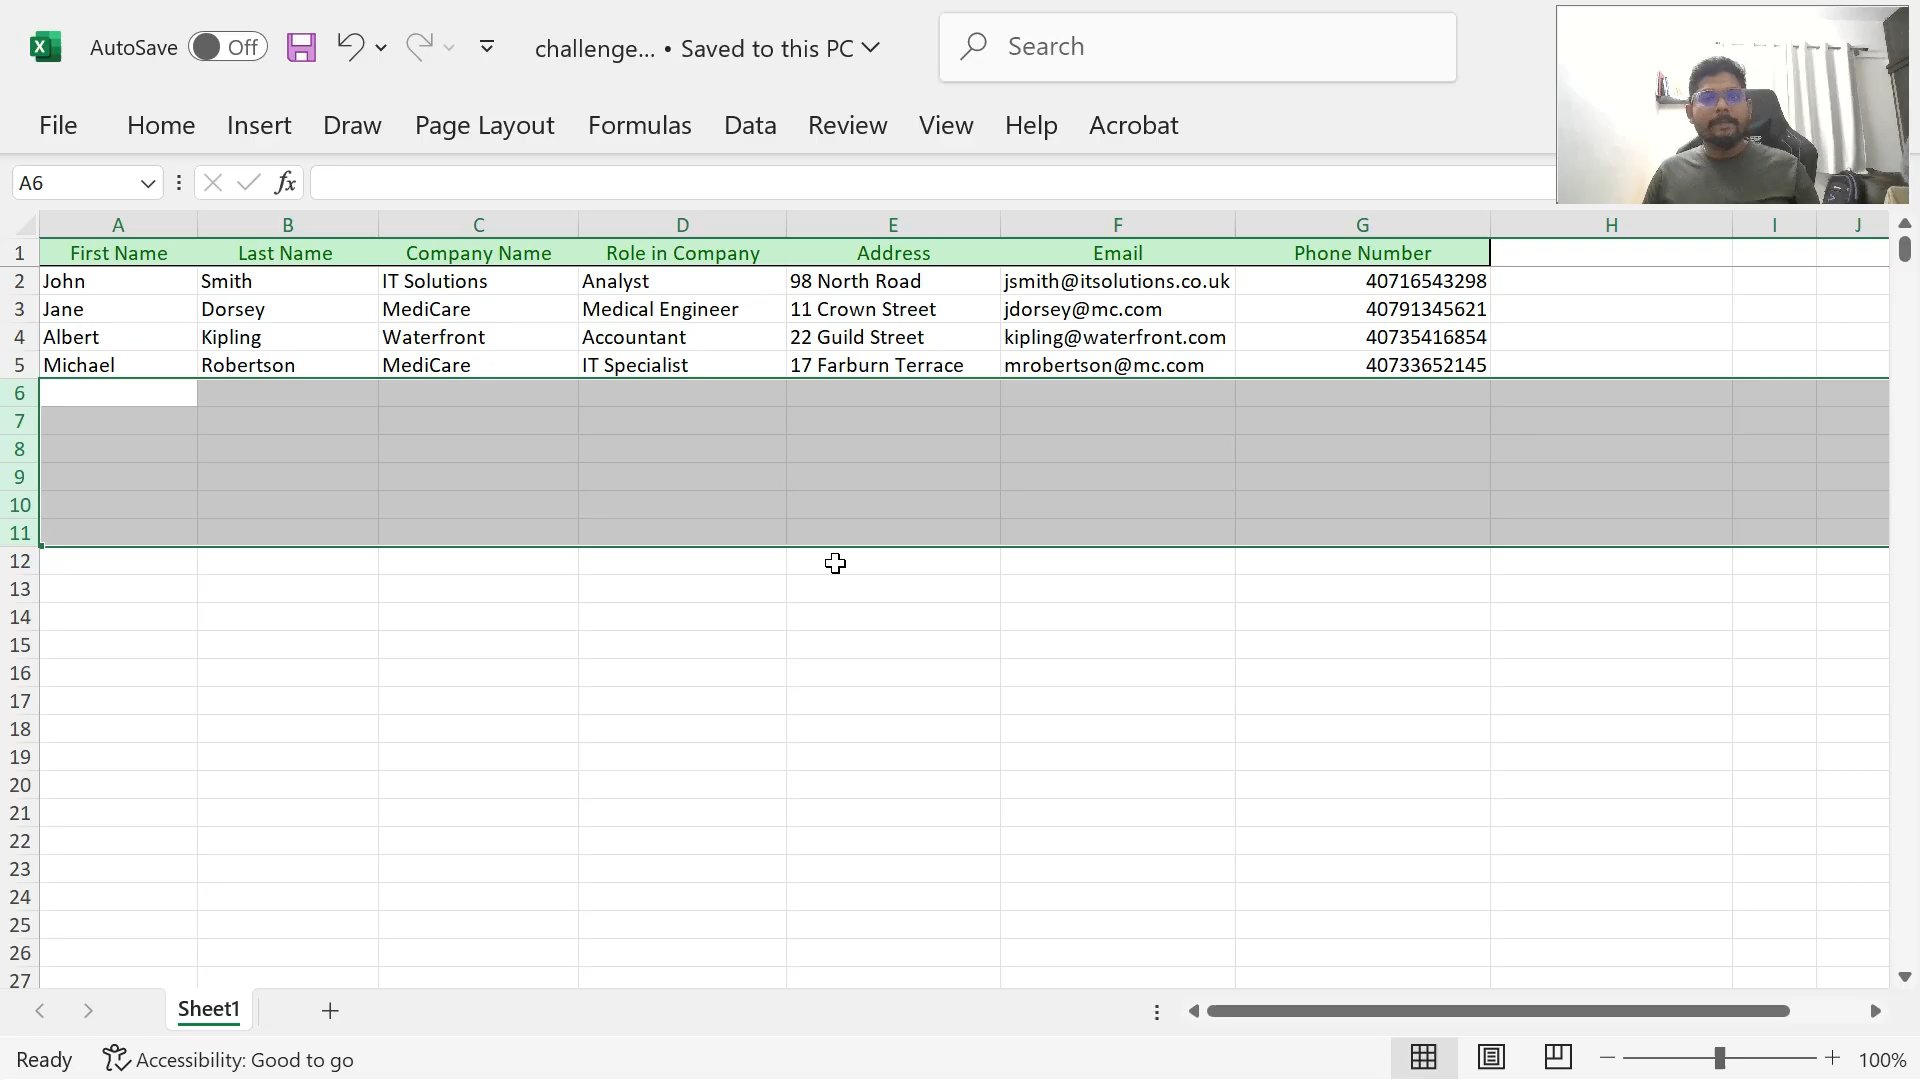 AutoSave Off challenge... • Saved to this PC Search
File Home Insert Draw Page Layout Formulas Data Review View Help Acrobat
A6 fx
A B C D E F G H I J
1 First Name Last Name Company Name Role in Company Address Email Phone Number
2 John Smith IT Solutions Analyst 98 North Road jsmith@itsolutions.co.uk 40716543298
3 Jane Dorsey MediCare Medical Engineer 11 Crown Street jdorsey@mc.com 40791345621
4 Albert Kipling Waterfront Accountant 22 Guild Street kipling@waterfront.com 40735416854
5 Michael Robertson MediCare IT Specialist 17 Farburn Terrace mrobertson@mc.com 40733652145
6
7
8
9
10
11
12
13
14
15
16
17
18
19
20
21
22
23
24
25
26
27
Sheet1
Ready Accessibility: Good to go 100%